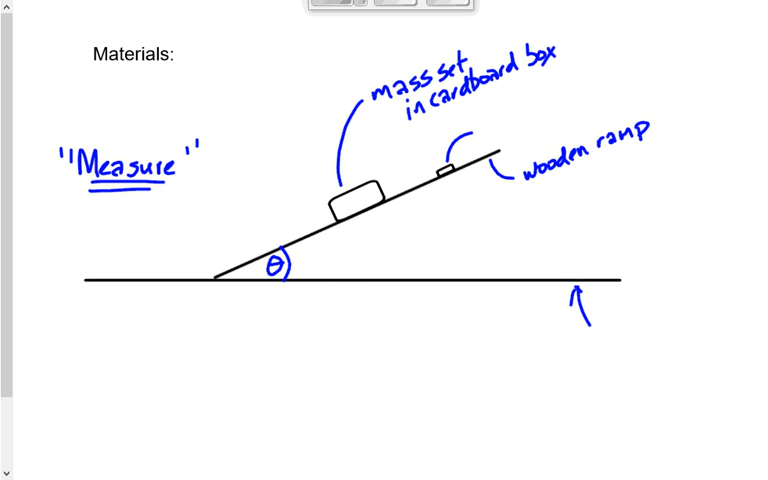 Materials:
mass set
in cardboard box
"Measure"
wooden ramp
θ